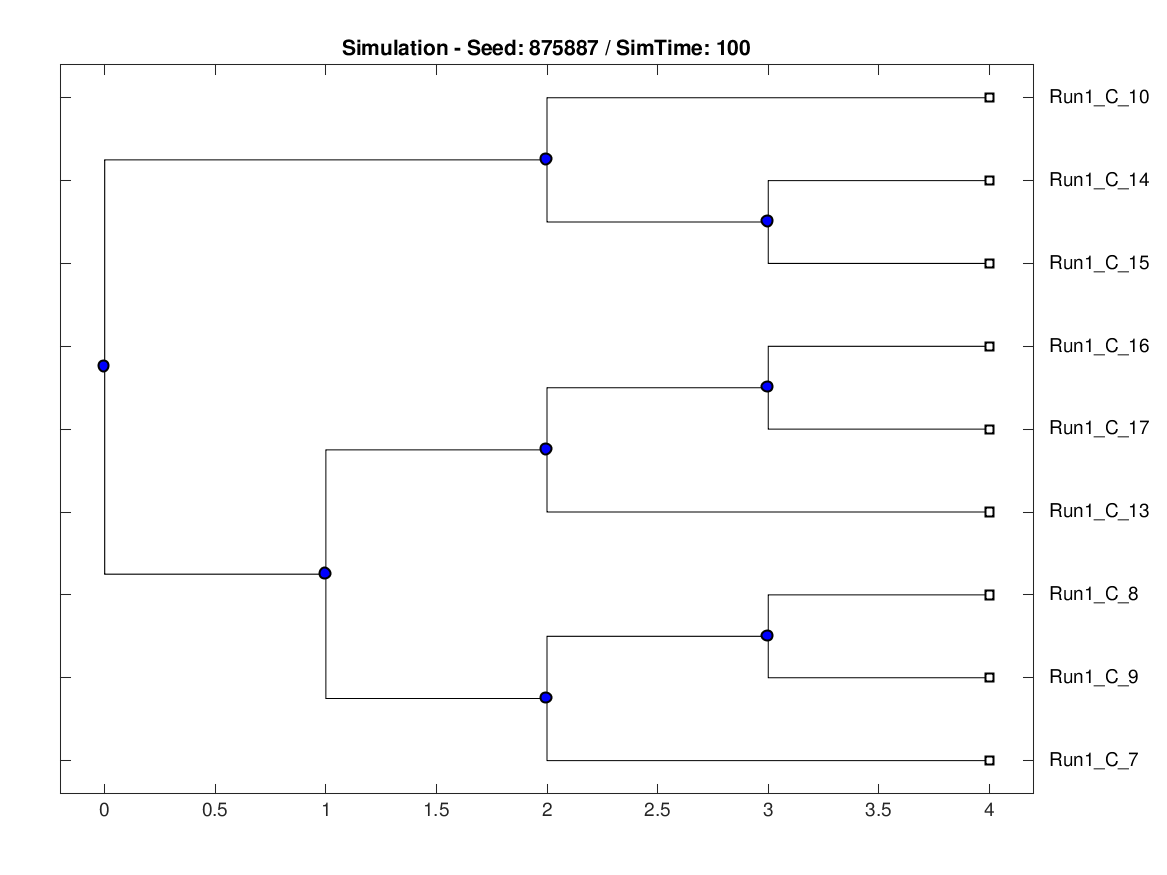 Simulation - Seed: 875887 / SimTime: 100
Run1_C_10
Run1_C_14
Run1_C_15
Run1_C_16
Run1_C_17
Run1_C_13
Run1_C_8
Run1_C_9
Run1_C_7
0 0.5 1 1.5 2 2.5 3 3.5 4